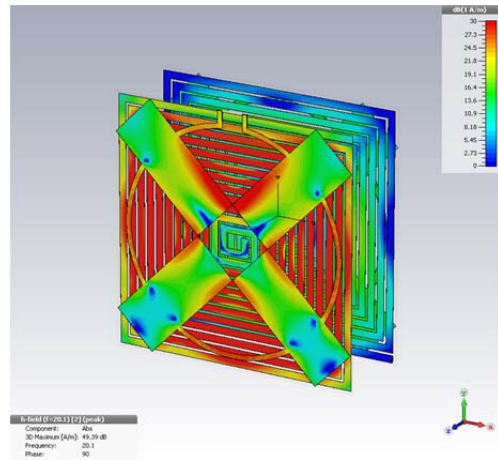 dB(1 A/m)
30
27.3
24.5
21.8
19.1
16.4
13.6
10.9
8.18
5.45
2.73
0
h-field (f=20.1) [2] (peak)
Component: Abs
3D Maximum [A/m]: 49.39 dB
Frequency: 20.1
Phase: 90